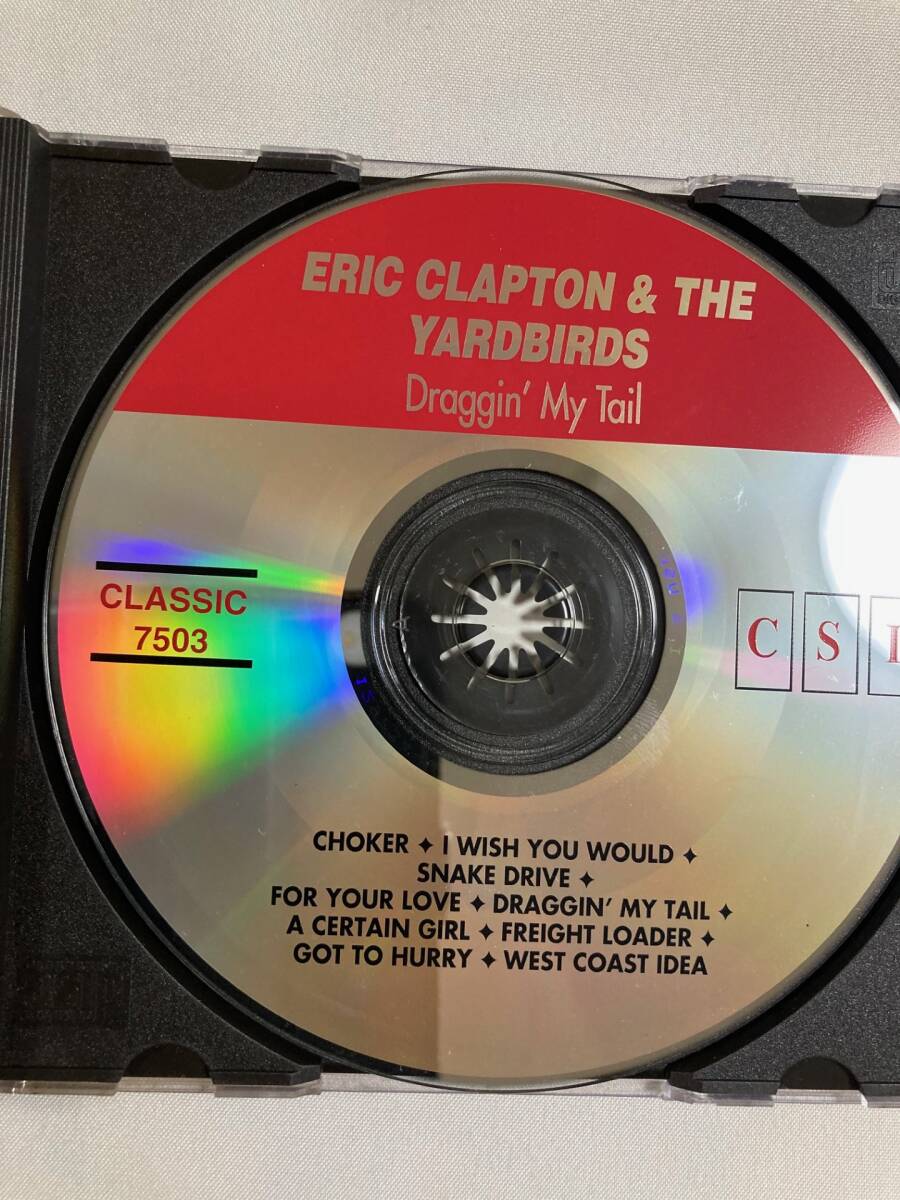 ERIC CLAPTON & THE
YARDBIRDS
Draggin' My Tail
CLASSIC
7503
C S I
CHOKER ✦ I WISH YOU WOULD ✦
SNAKE DRIVE ✦
FOR YOUR LOVE ✦ DRAGGIN' MY TAIL ✦
A CERTAIN GIRL ✦ FREIGHT LOADER ✦
GOT TO HURRY ✦ WEST COAST IDEA